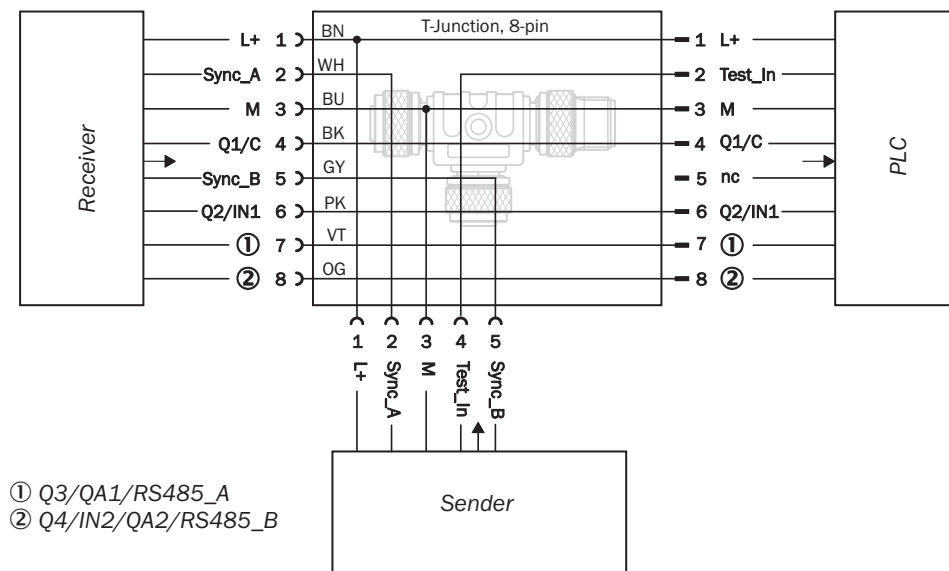 T-Junction, 8-pin
L+ 1 BN 1 L+
Sync_A 2 WH 2 Test_In
M 3 BU 3 M
Q1/C 4 BK 4 Q1/C
Sync_B 5 GY 5 nc
Q2/IN1 6 PK 6 Q2/IN1
① 7 VT 7 ①
② 8 OG 8 ②
Receiver
PLC
1 2 3 4 5
L+ Sync_A M Test_In Sync_B
Sender
① Q3/QA1/RS485_A
② Q4/IN2/QA2/RS485_B